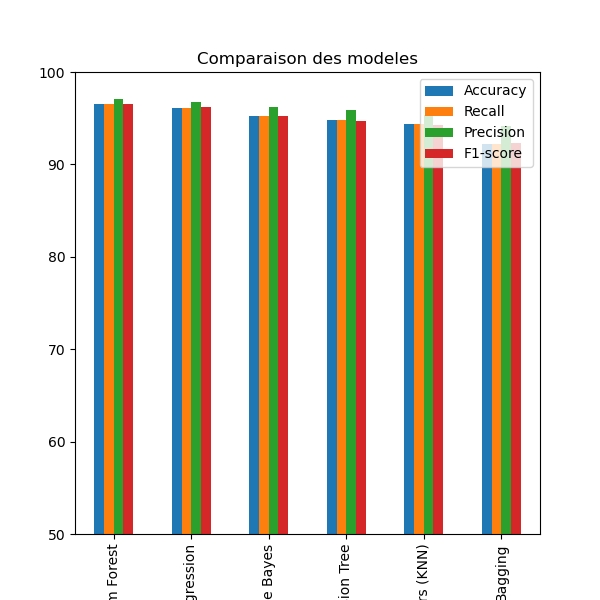 Comparaison des modeles
100
90
80
70
60
50
Accuracy
Recall
Precision
F1-score
m Forest
gression
e Bayes
ion Tree
rs (KNN)
Bagging